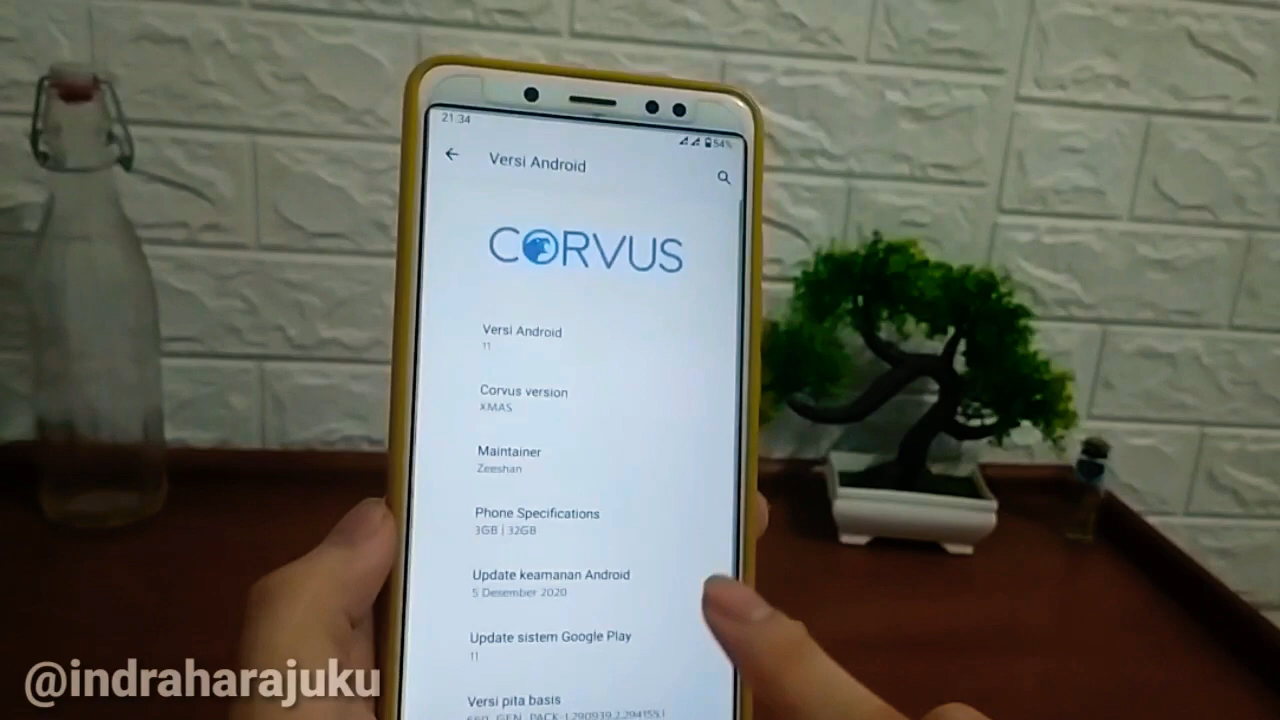 21:34
54%
Versi Android
CORVUS
Versi Android
11
Corvus version
XMAS
Maintainer
Zeeshan
Phone Specifications
3GB | 32GB
Update keamanan Android
5 Desember 2020
Update sistem Google Play
11
Versi pita basis
@indraharajuku